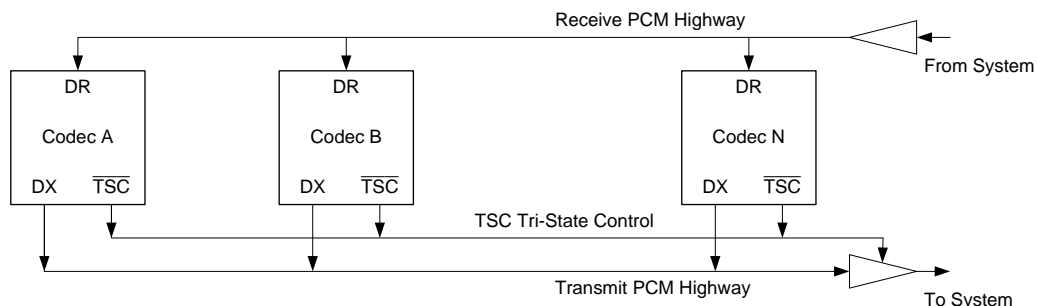 Receive PCM Highway
From System
DR
DR
DR
Codec A
Codec B
Codec N
DX TSC
DX TSC
DX TSC
TSC Tri-State Control
Transmit PCM Highway
To System